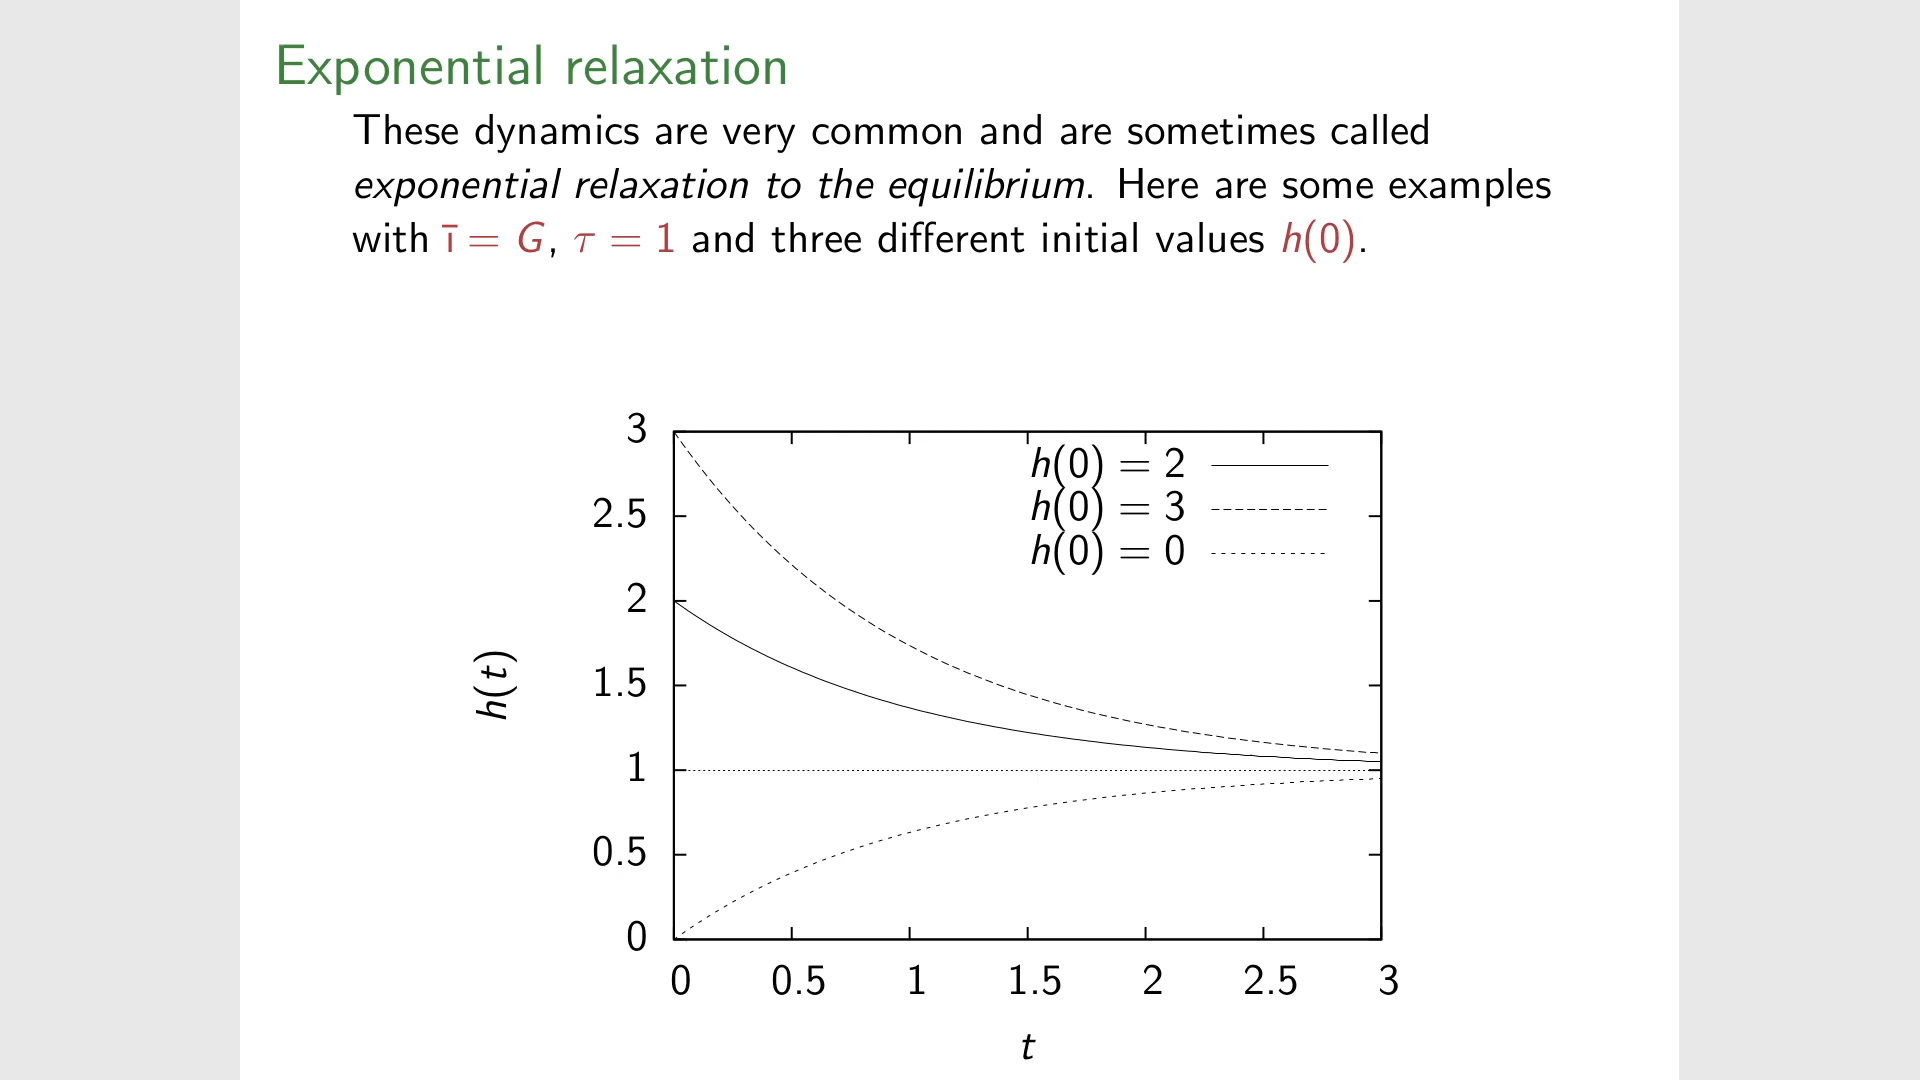 Exponential relaxation
These dynamics are very common and are sometimes called
exponential relaxation to the equilibrium. Here are some examples
with ī = G, τ = 1 and three different initial values h(0).
3
2.5
2
1.5
1
0.5
0
h(t)
h(0) = 2
h(0) = 3
h(0) = 0
0 0.5 1 1.5 2 2.5 3
t